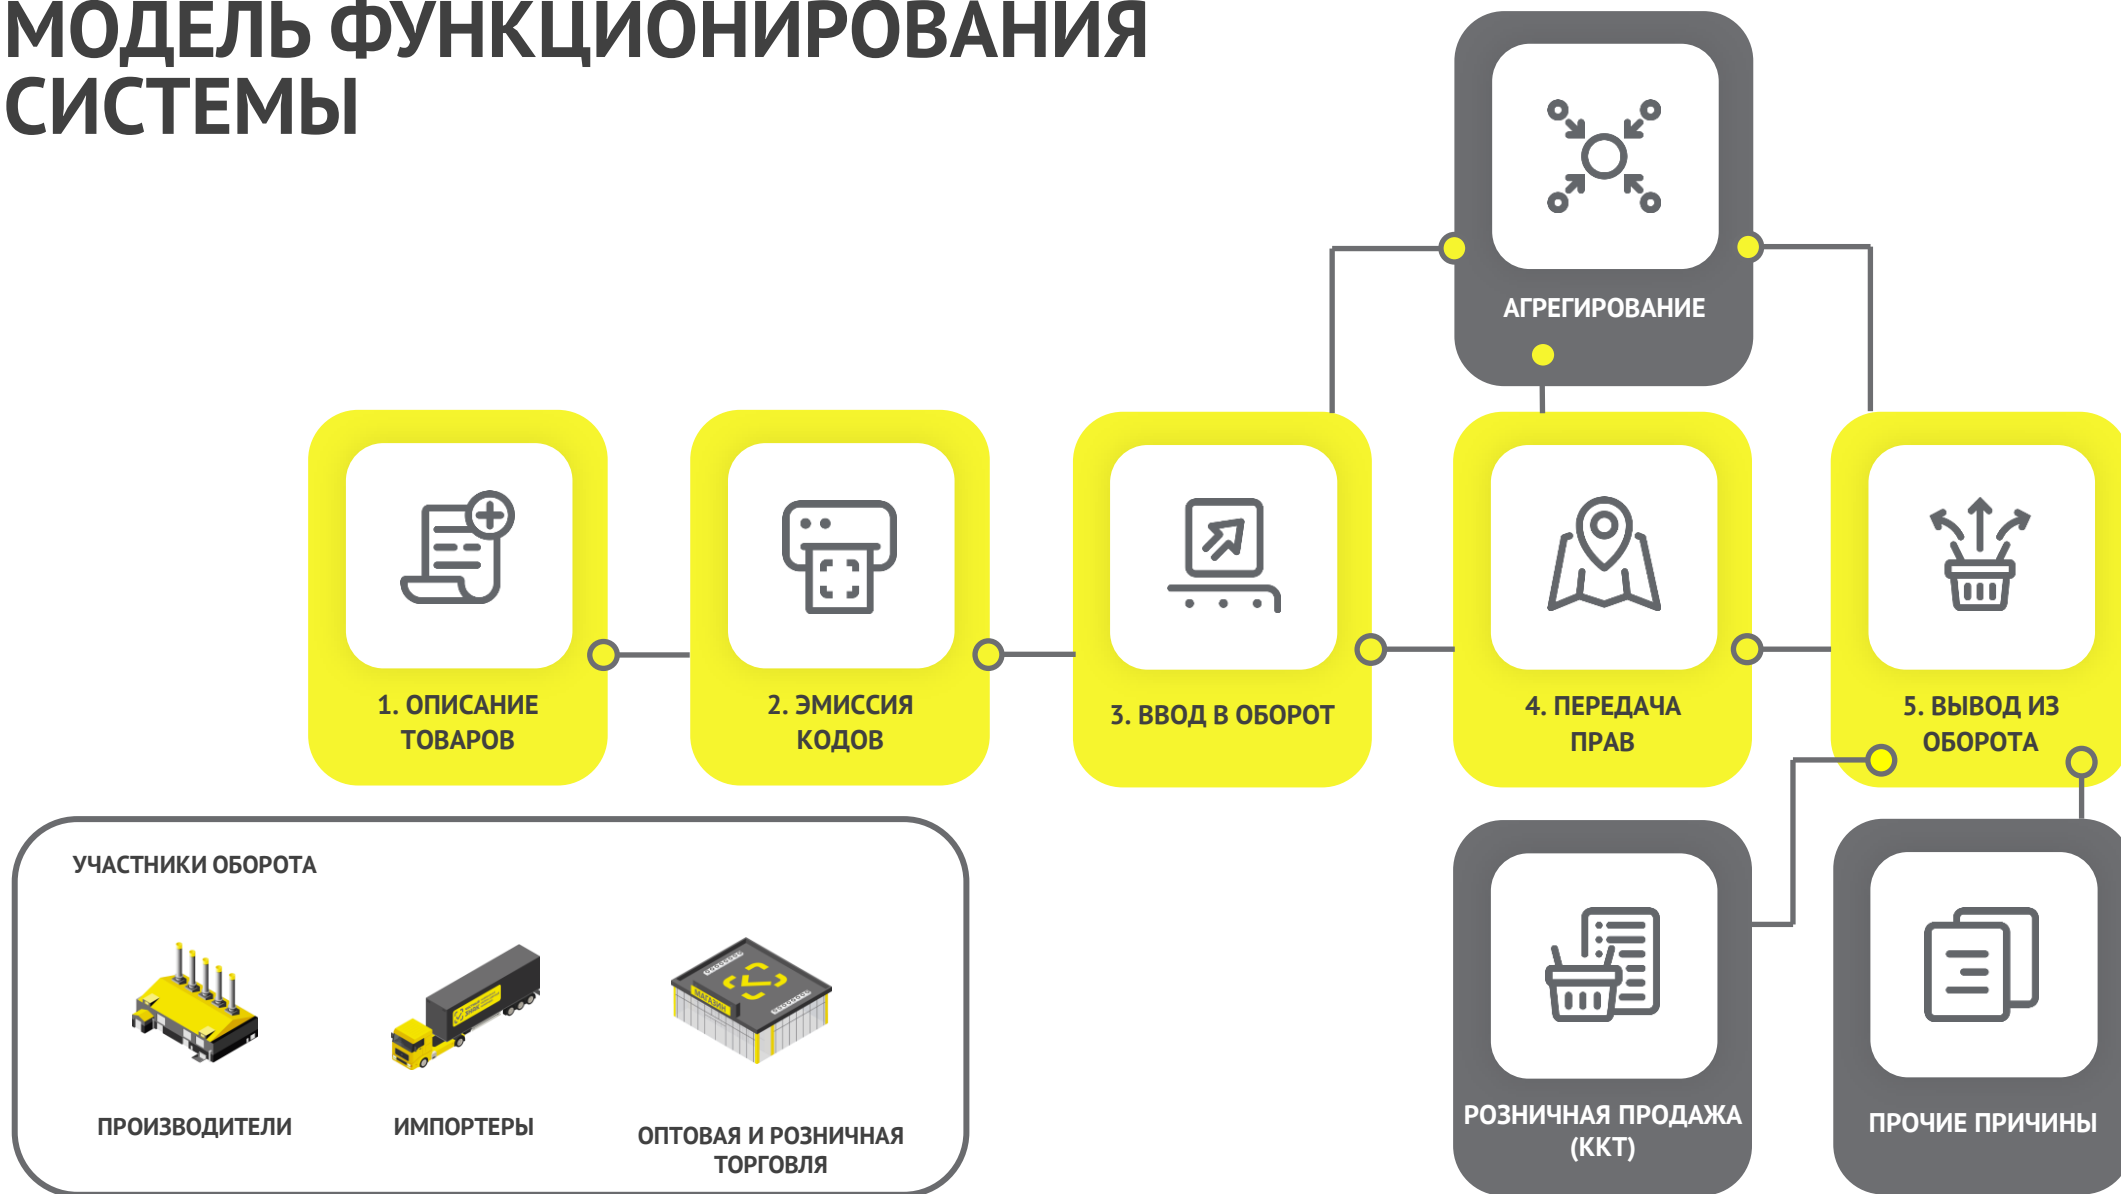 МОДЕЛЬ ФУНКЦИОНИРОВАНИЯ
СИСТЕМЫ
АГРЕГИРОВАНИЕ
1. ОПИСАНИЕ
ТОВАРОВ
2. ЭМИССИЯ
КОДОВ
3. ВВОД В ОБОРОТ
4. ПЕРЕДАЧА
ПРАВ
5. ВЫВОД ИЗ
ОБОРОТА
УЧАСТНИКИ ОБОРОТА
МАГАЗИН
ПРОИЗВОДИТЕЛИ
ИМПОРТЕРЫ
ОПТОВАЯ И РОЗНИЧНАЯ
ТОРГОВЛЯ
РОЗНИЧНАЯ ПРОДАЖА
(ККТ)
ПРОЧИЕ ПРИЧИНЫ